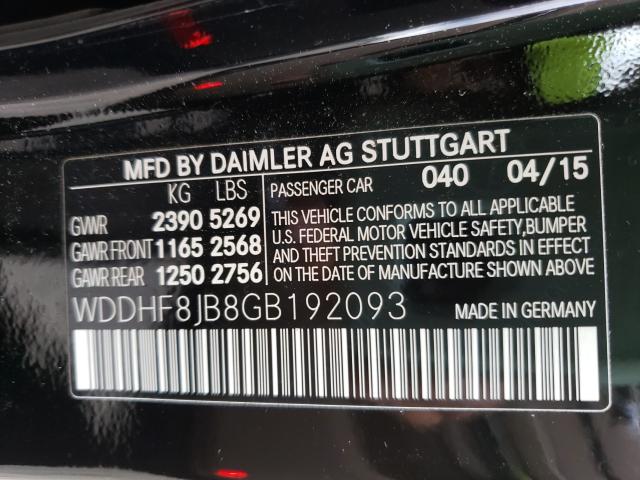 MFD BY DAIMLER AG STUTTGART
KG LBS PASSENGER CAR 040 04/15
GVWR 2390 5269
GAWR FRONT 1165 2568
GAWR REAR 1250 2756
THIS VEHICLE CONFORMS TO ALL APPLICABLE
U.S. FEDERAL MOTOR VEHICLE SAFETY,BUMPER
AND THEFT PREVENTION STANDARDS IN EFFECT
ON THE DATE OF MANUFACTURE SHOWN ABOVE
WDDHF8JB8GB192093 MADE IN GERMANY